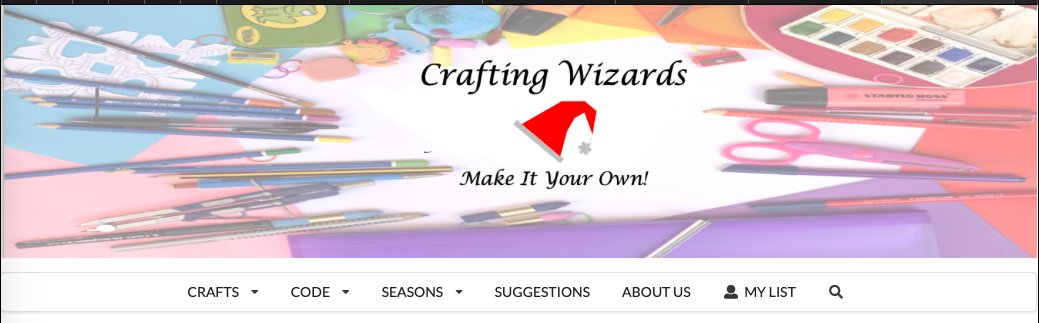 Crafting Wizards
STABILO BOSS
Make It Your Own!
CRAFTS CODE SEASONS SUGGESTIONS ABOUT US MY LIST